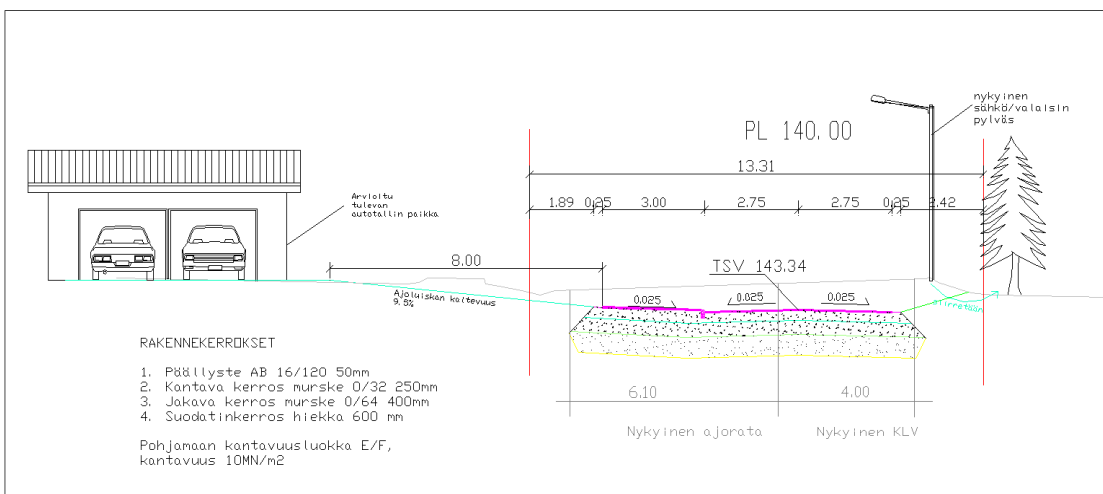 nykyinen
sähkö/valaisin
pylväs
PL 140.00
13.31
1.89 0.25 3.00 2.75 2.75 0.25 2.42
Arvioitu
tulevan
autotallin paikka
8.00
TSV 143.34
Ajoluiskan kaltevuus
9.8%
0.025 0.025 0.025
Siirretään
RAKENNEKERROKSET
1. Päällyste AB 16/120 50mm
2. Kantava kerros murske 0/32 250mm
3. Jakava kerros murske 0/64 400mm
4. Suodatinkerros hiekka 600 mm
Pohjamaan kantavuusluokka E/F,
kantavuus 10MN/m2
6.10 4.00
Nykyinen ajorata Nykyinen KLV